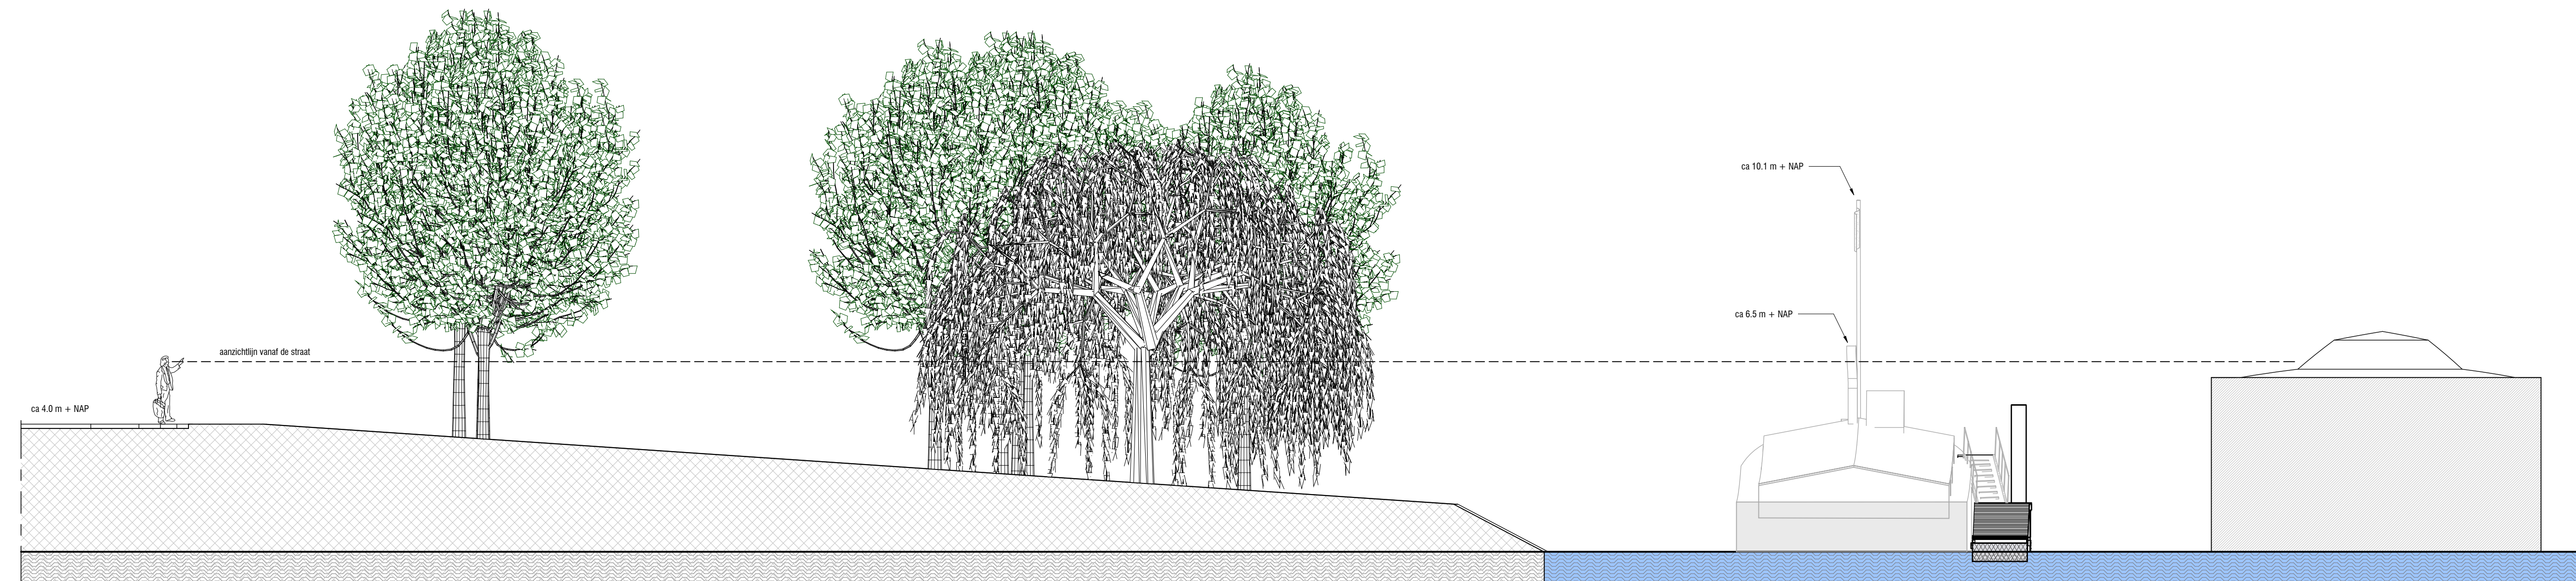 ca 10.1 m + NAP
ca 6.5 m + NAP
aanzichtlijn vanaf de straat
ca 4.0 m + NAP